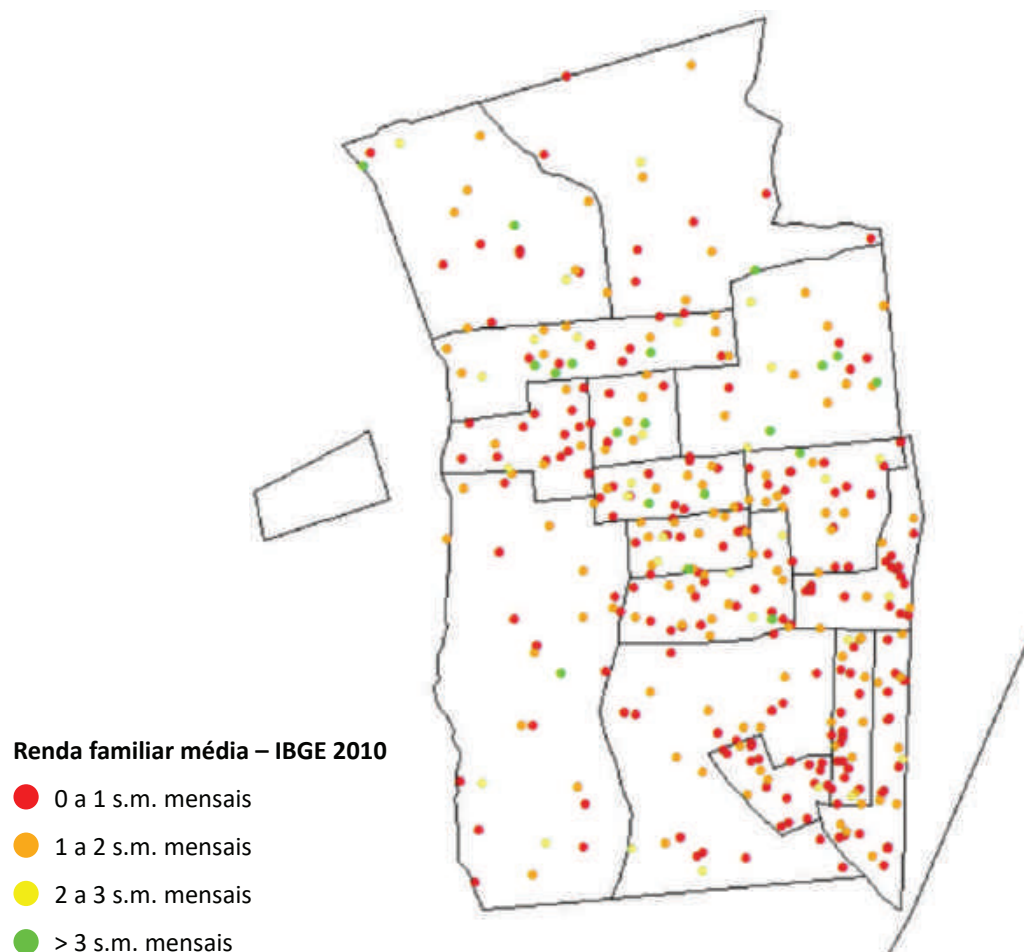 Renda familiar média – IBGE 2010
0 a 1 s.m. mensais
1 a 2 s.m. mensais
2 a 3 s.m. mensais
> 3 s.m. mensais